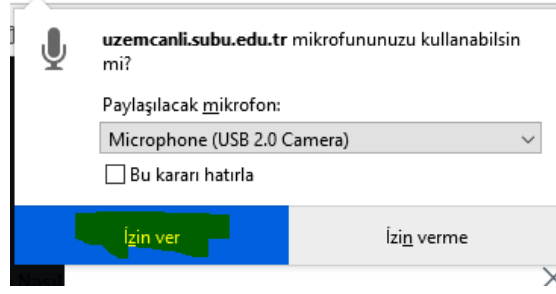 uzemcanli.subu.edu.tr mikrofununuzu kullanabilsin
mi?
Paylaşılacak mikrofon:
Microphone (USB 2.0 Camera)
Bu kararı hatırla
İzin ver
İzin verme